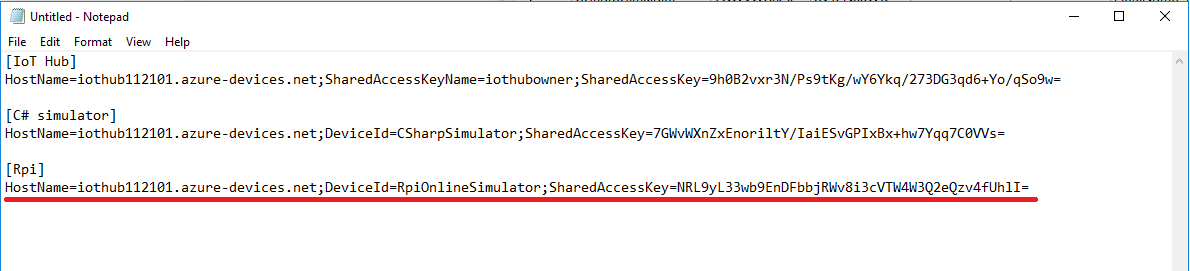 Untitled - Notepad
File Edit Format View Help
[IoT Hub]
HostName=iothub112101.azure-devices.net;SharedAccessKeyName=iothubowner;SharedAccessKey=9h0B2vxr3N/Ps9tKg/wY6Ykq/273DG3qd6+Yo/qSo9w=
[C# simulator]
HostName=iothub112101.azure-devices.net;DeviceId=CSharpSimulator;SharedAccessKey=7GWvWXnZxEnoriltY/IaiESvGPIxBx+hw7Yqq7C0VVs=
[Rpi]
HostName=iothub112101.azure-devices.net;DeviceId=RpiOnlineSimulator;SharedAccessKey=NRL9yL33wb9EnDFbbjRWv8i3cVTW4W3Q2eQzv4fUhlI=